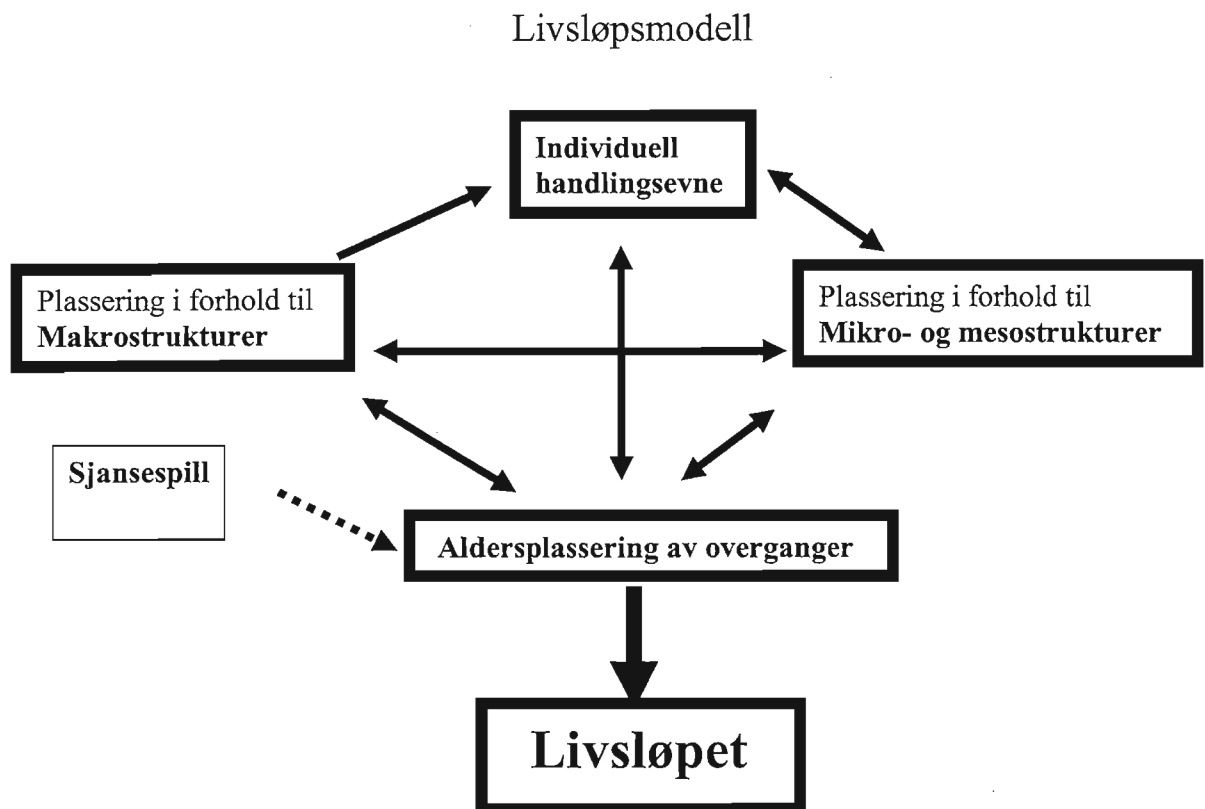 Livsløpsmodell
Individuell
handlingsevne
Plassering i forhold til
Makrostrukturer
Plassering i forhold til
Mikro- og mesostrukturer
Sjansespill
Aldersplassering av overganger
Livsløpet